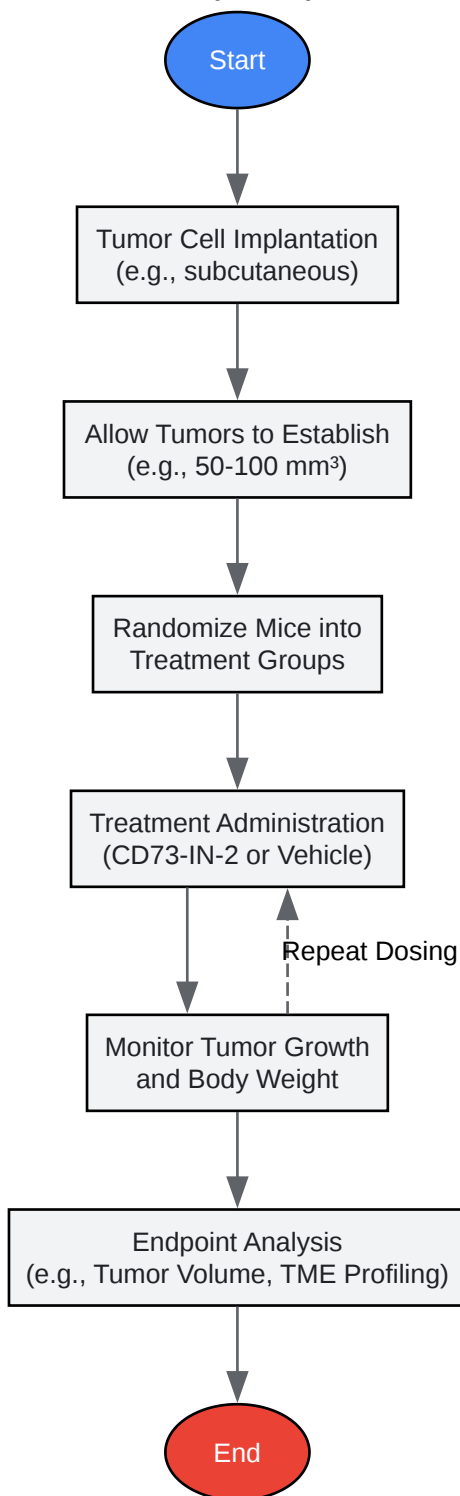 Start
Tumor Cell Implantation
(e.g., subcutaneous)
Allow Tumors to Establish
(e.g., 50-100 mm³)
Randomize Mice into
Treatment Groups
Treatment Administration
(CD73-IN-2 or Vehicle)
Repeat Dosing
Monitor Tumor Growth
and Body Weight
Endpoint Analysis
(e.g., Tumor Volume, TME Profiling)
End